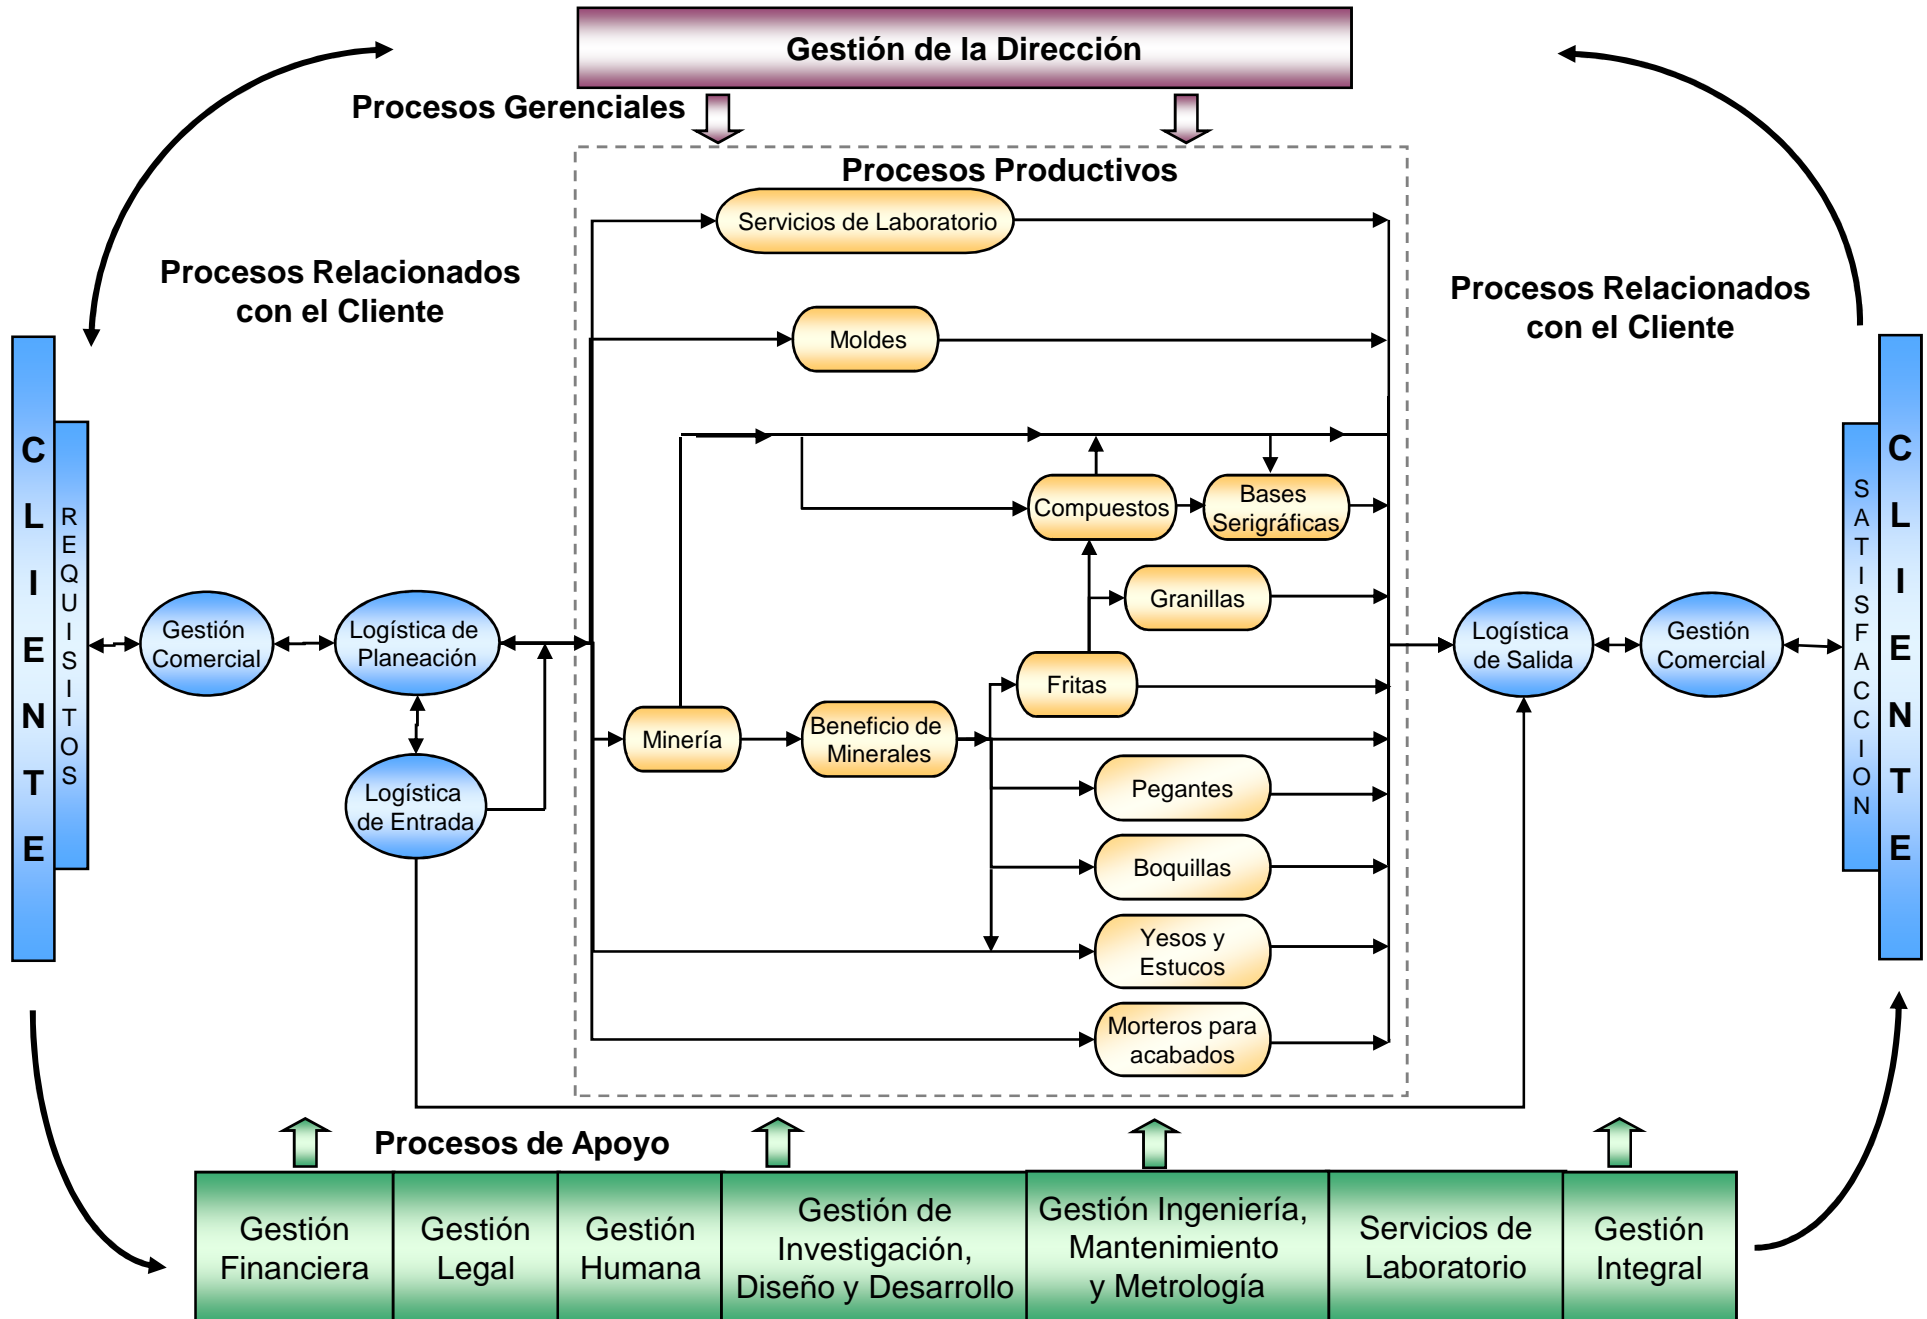 Gestión de la Dirección
Procesos Gerenciales
Procesos Productivos
Servicios de Laboratorio
Procesos Relacionados
con el Cliente
Procesos Relacionados
con el Cliente
Moldes
CLIENTE
REQUISITOS
Compuestos
Bases
Serigráficas
Granillas
Gestión
Comercial
Logística de
Planeación
Fritas
Minería
Beneficio de
Minerales
Logística
de Entrada
Pegantes
Boquillas
Yesos y
Estucos
Morteros para
acabados
Logística
de Salida
Gestión
Comercial
SATISFACCION
CLIENTE
Procesos de Apoyo
Gestión
Financiera
Gestión
Legal
Gestión
Humana
Gestión de
Investigación,
Diseño y Desarrollo
Gestión Ingeniería,
Mantenimiento
y Metrología
Servicios de
Laboratorio
Gestión
Integral